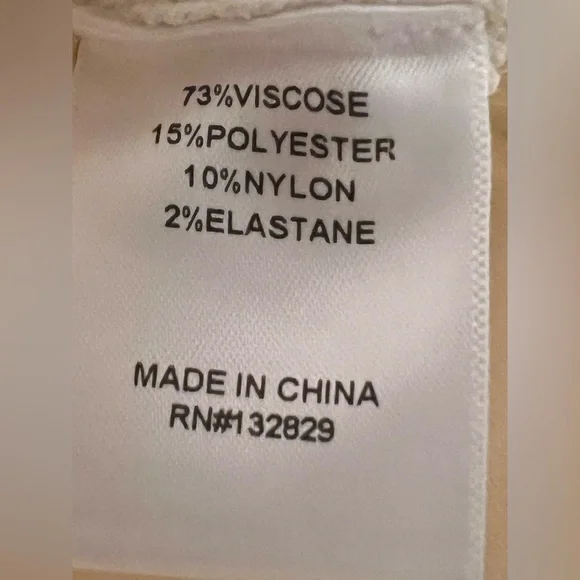 73%VISCOSE
15%POLYESTER
10%NYLON
2%ELASTANE
MADE IN CHINA
RN#132829